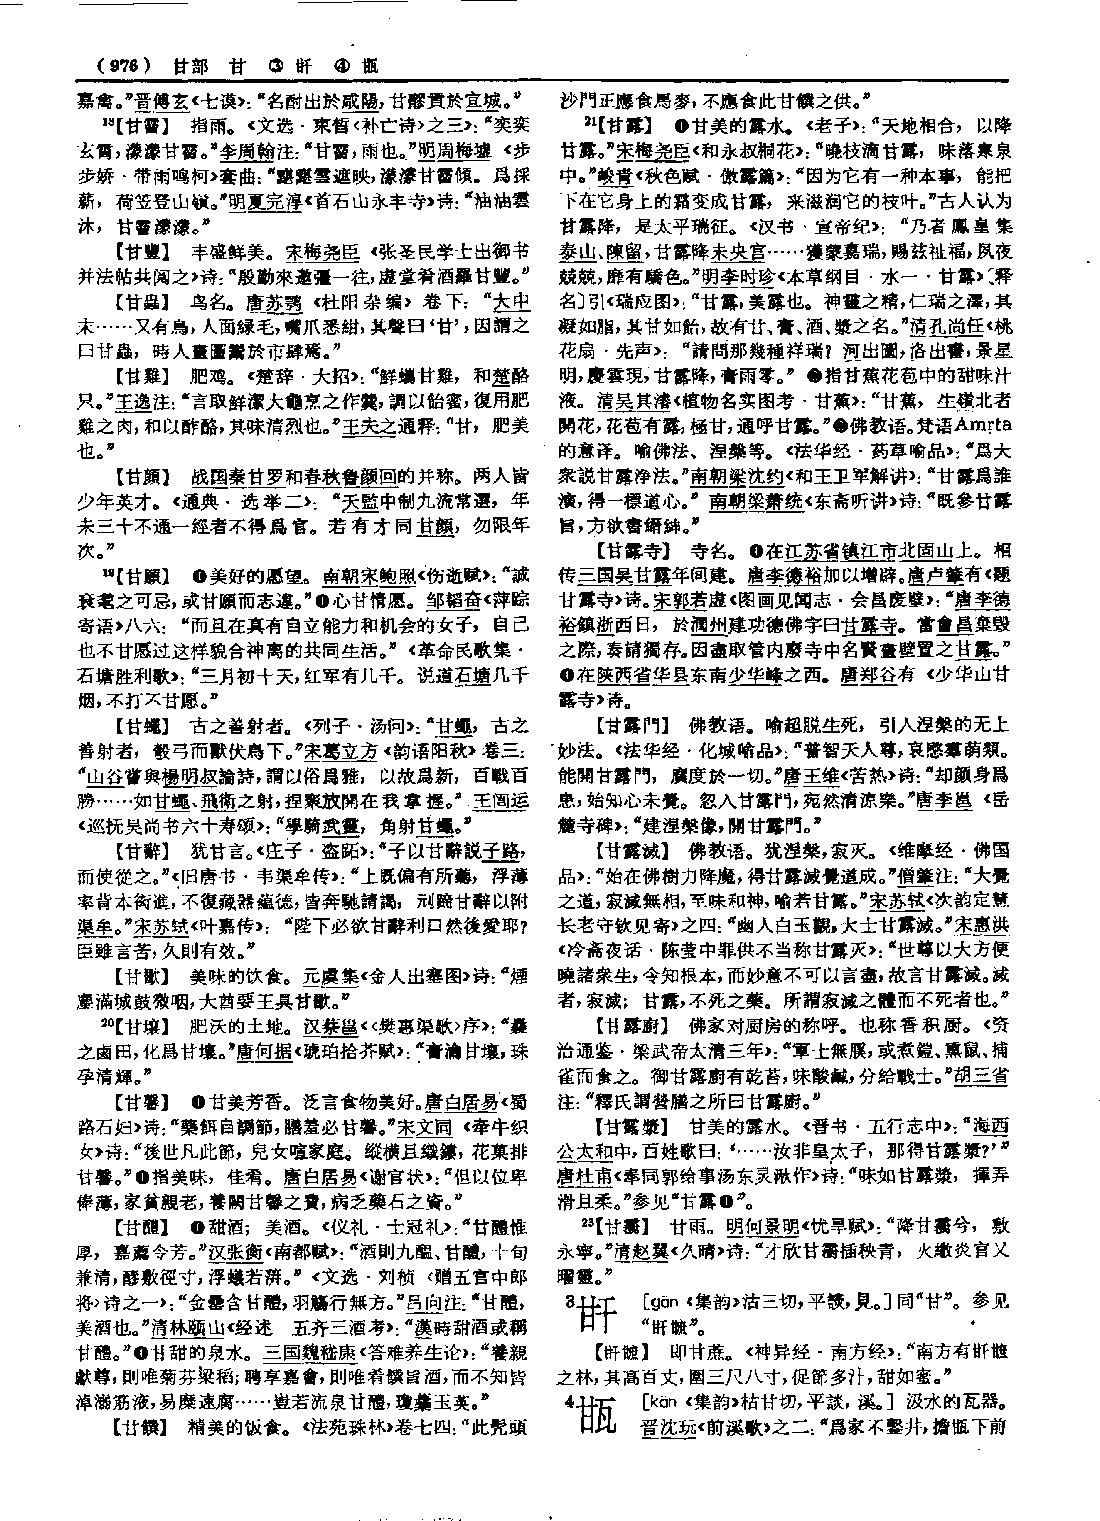 （976） 甘部 甘 ③ 甘干 ④ 瓳
嘉禽。”晋傅玄《七谟》：“名酎出於咸陽，甘醪貢於宜城。”
¹⁸【甘霤】 指雨。《文选·束皙〈补亡诗〉之三》：“奕奕
玄霄，濛濛甘霤。”李周翰注：“甘霤，雨也。”明周梅墟《步
步娇·带雨鸣柯》套曲：“靉靆雲遮映，濛濛甘霤傾。爲採
薪，荷笠登山嶺。”明夏完淳《首石山永丰寺》诗：“油油雲
沐，甘霤濛濛。”
【甘豐】 丰盛鲜美。宋梅尧臣《张圣民学士出御书
并法帖共阅之》诗：“殷勤來邀彊一往，虚堂肴酒羅甘豐。”
【甘蟲】 鸟名。唐苏鹗《杜阳杂编》卷下：“大中
末……又有鳥，人面緑毛，嘴爪悉紺，其聲曰‘甘’，因謂之
曰甘蟲，時人畫圖鬻於市肆焉。”
【甘雞】 肥鸡。《楚辞·大招》：“鮮蠵甘雞，和楚酪
只。”王逸注：“言取鮮潔大龜烹之作羹，調以飴蜜，復用肥
雞之肉，和以酢酪，其味清烈也。”王夫之通释：“甘，肥美
也。”
【甘顔】 战国秦甘罗和春秋鲁颜回的并称。两人皆
少年英才。《通典·选举二》：“天監中制九流常選，年
未三十不通一經者不得爲官。若有才同甘顔，勿限年
次。”
¹⁹【甘願】 ❶美好的愿望。南朝宋鲍照《伤逝赋》：“誠
衰耄之可忌，或甘願而志違。”❷心甘情愿。邹韬奋《萍踪
寄语》八六：“而且在真有自立能力和机会的女子，自己
也不甘愿过这样貌合神离的共同生活。”《革命民歌集·
石塘胜利歌》：“三月初十天，红军有几千。说道石塘几千
烟，不打不甘愿。”
【甘蠅】 古之善射者。《列子·汤问》：“甘蠅，古之
善射者，彀弓而獸伏鳥下。”宋葛立方《韵语阳秋》卷三：
“山谷嘗與楊明叔論詩，謂以俗爲雅，以故爲新，百戰百
勝……如甘蠅、飛衛之射，捏聚放開在我掌握。”王闿运
《巡抚吴尚书六十寿颂》：“學騎武靈，角射甘蠅。”
【甘辭】 犹甘言。《庄子·盗跖》：“子以甘辭説子路，
而使從之。”《旧唐书·韦渠牟传》：“上既偏有所聽，浮薄
率背本銜進，不復藏器蘊德，皆奔馳請謁，刓蹏甘辭以附
渠牟。”宋苏轼《叶嘉传》：“陛下必欲甘辭利口然後愛耶？
臣雖言苦，久則有效。”
【甘歠】 美味的饮食。元虞集《金人出塞图》诗：“煙
塵滿城鼓微咽，大酋要王具甘歠。”
²⁰【甘壤】 肥沃的土地。汉蔡邕《〈樊惠渠歌〉序》：“曩
之鹵田，化爲甘壤。”唐何据《琥珀拾芥赋》：“膏淪甘壤，珠
孕清輝。”
【甘馨】 ❶甘美芳香。泛言食物美好。唐白居易《蜀
路石妇》诗：“藥餌自調節，膳羞必甘馨。”宋文同《牵牛织
女》诗：“後世凡此節，兒女喧家庭。縱横且織鏤，花菓排
甘馨。”❷指美味，佳肴。唐白居易《谢官状》：“但以位卑
俸薄，家貧親老，養闕甘馨之費，病乏藥石之資。”
【甘醴】 ❶甜酒；美酒。《仪礼·士冠礼》：“甘醴惟
厚，嘉薦令芳。”汉张衡《南都赋》：“酒則九醖、甘醴，十旬
兼清，醪敷徑寸，浮蟻若蓱。”《文选·刘桢〈赠五官中郎
将〉诗之一》：“金罍含甘醴，羽觴行無方。”吕向注：“甘醴，
美酒也。”清林颐山《经述 五齐三酒考》：“漢時甜酒或稱
甘醴。”❷甘甜的泉水。三国魏嵇康《答难养生论》：“養親
獻尊，則唯菊芬粱稻；聘享嘉會，則唯肴饌旨酒，而不知皆
淖溺筋液，易糜速腐……豈若流泉甘醴，瓊蘂玉英。”
【甘饌】 精美的饭食。《法苑珠林》卷七四：“此髡頭
沙門正應食馬麥，不應食此甘饌之供。”
²¹【甘露】 ❶甘美的露水。《老子》：“天地相合，以降
甘露。”宋梅尧臣《和永叔桐花》：“曉枝滴甘露，味落寒泉
中。”峻青《秋色赋·傲露篇》：“因为它有一种本事，能把
下在它身上的霜变成甘露，来滋润它的枝叶。”古人认为
甘露降，是太平瑞征。《汉书·宣帝纪》：“乃者鳳皇集
泰山、陳留，甘露降未央宫……獲蒙嘉瑞，賜兹祉福，夙夜
兢兢，靡有驕色。”明李时珍《本草纲目·水一·甘露》〔释
名〕引《瑞应图》：“甘露，美露也。神靈之精，仁瑞之澤，其
凝如脂，其甘如飴，故有甘、膏、酒、漿之名。”清孔尚任《桃
花扇·先声》：“請問那幾種祥瑞？河出圖，洛出書，景星
明，慶雲現，甘露降，膏雨零。”❷指甘蕉花苞中的甜味汁
液。清吴其濬《植物名实图考·甘蕉》：“甘蕉，生嶺北者
開花，花苞有露，極甘，通呼甘露。”❸佛教语。梵语Amṛta
的意译。喻佛法、涅槃等。《法华经·药草喻品》：“爲大
衆説甘露浄法。”南朝梁沈约《和王卫军解讲》：“甘露爲誰
演，得一標道心。”南朝梁萧统《东斋听讲》诗：“既參甘露
旨，方欲書縉紳。”
【甘露寺】 寺名。❶在江苏省镇江市北固山上。相
传三国吴甘露年间建。唐李德裕加以增辟。唐卢肇有《题
甘露寺》诗。宋郭若虚《图画见闻志·会昌废壁》：“唐李德
裕鎮浙西日，於潤州建功德佛宇曰甘露寺。當會昌棄毁
之際，奏請獨存。因盡取管内廢寺中名賢畫壁置之甘露。”
❷在陕西省华县东南少华峰之西。唐郑谷有《少华山甘
露寺》诗。
【甘露門】 佛教语。喻超脱生死，引人涅槃的无上
妙法。《法华经·化城喻品》：“普智天人尊，哀愍羣萌類。
能開甘露門，廣度於一切。”唐王维《苦热》诗：“却顧身爲
患，始知心未覺。忽入甘露門，宛然清涼樂。”唐李邕《岳
麓寺碑》：“建涅槃像，開甘露門。”
【甘露滅】 佛教语。犹涅槃，寂灭。《维摩经·佛国
品》：“始在佛樹力降魔，得甘露滅覺道成。”僧肇注：“大覺
之道，寂滅無相，至味和神，喻若甘露。”宋苏轼《次韵定慧
长老守钦见寄》之四：“幽人白玉觀，大士甘露滅。”宋惠洪
《冷斋夜话·陈莹中罪供不当称甘露灭》：“世尊以大方便
曉諸衆生，令知根本，而妙意不可以言盡，故言甘露滅。滅
者，寂滅；甘露，不死之藥。所謂寂滅之體而不死者也。”
【甘露廚】 佛家对厨房的称呼。也称香积厨。《资
治通鉴·梁武帝太清三年》：“軍士無膎，或煮鎧、熏鼠、捕
雀而食之。御甘露廚有乾苔，味酸鹹，分給戰士。”胡三省
注：“釋氏謂營膳之所曰甘露廚。”
【甘露漿】 甘美的露水。《晋书·五行志中》：“海西
公太和中，百姓歌曰：‘……汝非皇太子，那得甘露漿？’”
唐杜甫《奉同郭给事汤东灵湫作》诗：“味如甘露漿，揮弄
滑且柔。”参见“甘露❶”。
²³【甘霱】 甘雨。明何景明《忧旱赋》：“降甘霱兮，敷
永寧。”清赵翼《久晴》诗：“才欣甘霱插秧青，火繖炎官又
曜靈。”
³甘干 ［gān《集韵》沽三切，平談，見。］同“甘”。参见
“甘干䗪”。
即甘蔗。《神异经·南方经》：“南方有
之林，其高百丈，圍三尺八寸，促節多汁，甜如蜜。”
⁴ ［kān《集韵》枯甘切，平談，溪。］ 汲水的瓦器。
晋沈玩《前溪歌》之二：“爲家不鑿井，擔瓶下前